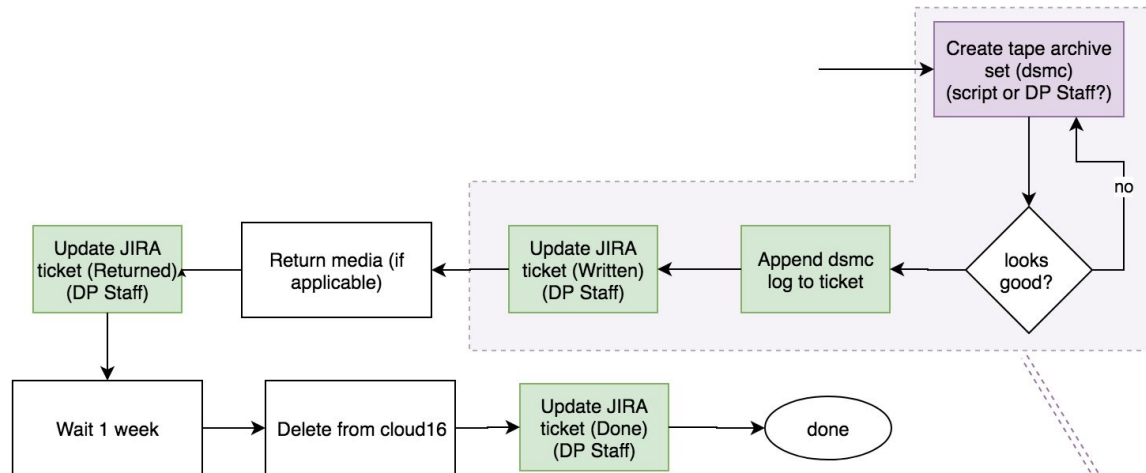 Create tape archive
set (dsmc)
(script or DP Staff?)
no
looks
good?
Append dsmc
log to ticket
Update JIRA
ticket (Written)
(DP Staff)
Return media (if
applicable)
Update JIRA
ticket (Returned)
(DP Staff)
Wait 1 week
Delete from cloud16
Update JIRA
ticket (Done)
(DP Staff)
done